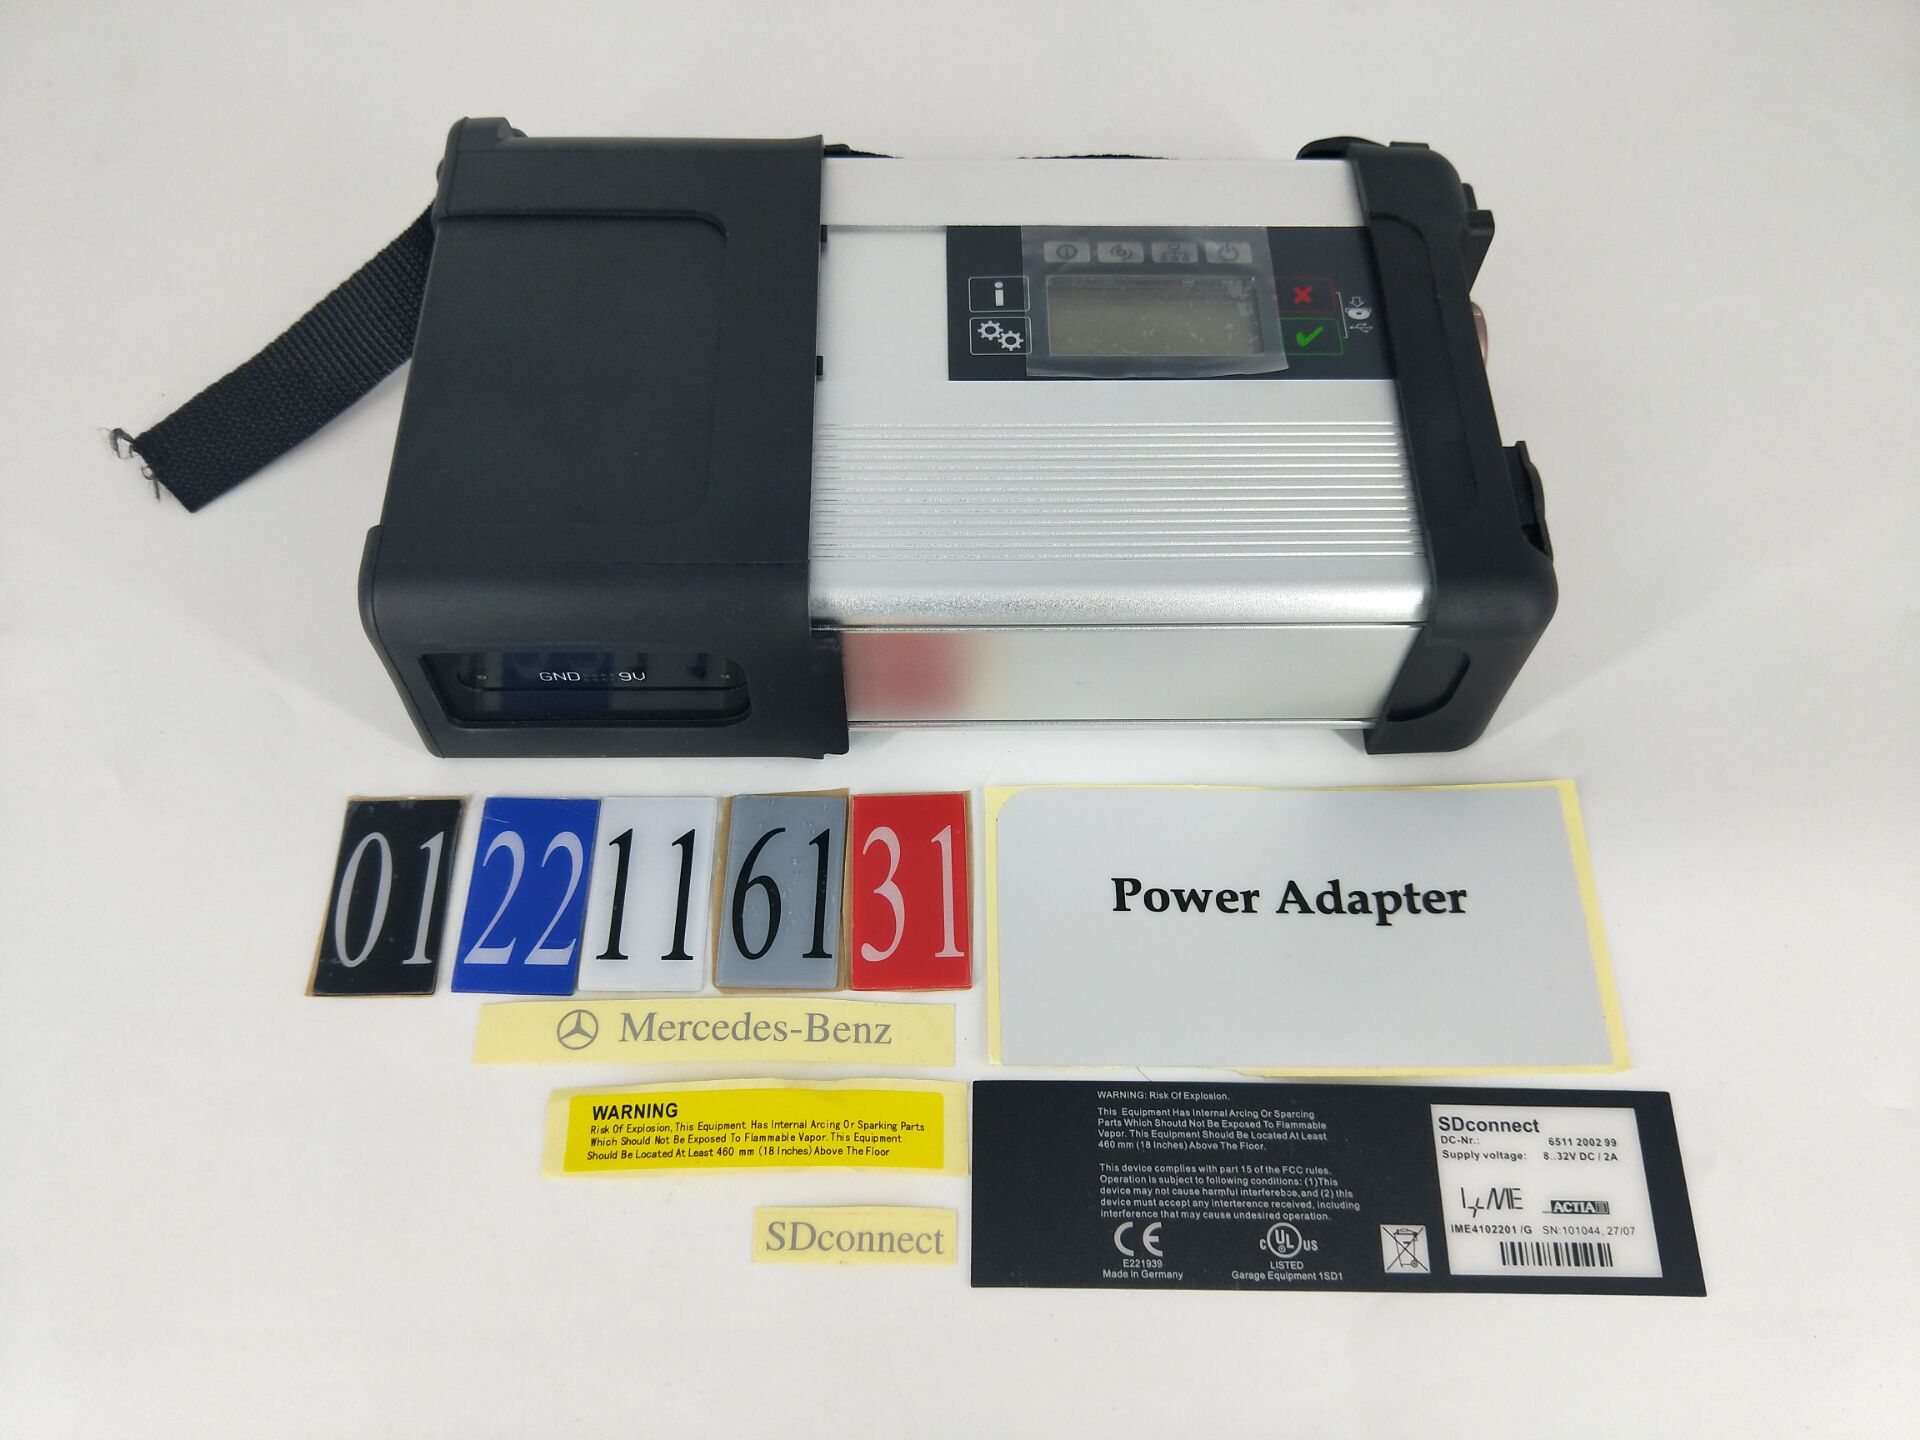 i
GND 9V
01 22 11 61 31
Power Adapter
Mercedes-Benz
WARNING
Risk Of Explosion, This Equipment Has Internal Arcing Or Sparking Parts
Which Should Not Be Exposed To Flammable Vapor. This Equipment
Should Be Located At Least 460 mm (18 Inches) Above The Floor
SDconnect
WARNING: Risk Of Explosion.
This Equipment Has Internal Arcing Or Sparcing
Parts Which Should Not Be Exposed To Flammable
Vapor. This Equipment Should Be Located At Least
460 mm (18 Inches) Above The Floor.
This device complies with part 15 of the FCC rules.
Operation is subject to following conditions: (1)This
device may not cause harmful interferebce,and (2) this
device must accept any interference received, including
interference that may cause undesired operation.
CE
E221939
Made in Germany
C UL US
LISTED
Garage Equipment 1SD1
SDconnect
DC-Nr.: 6511 2002 99
Supply voltage: 8..32V DC / 2A
ACTIA
IME4102201 /G SN:101044, 27/07